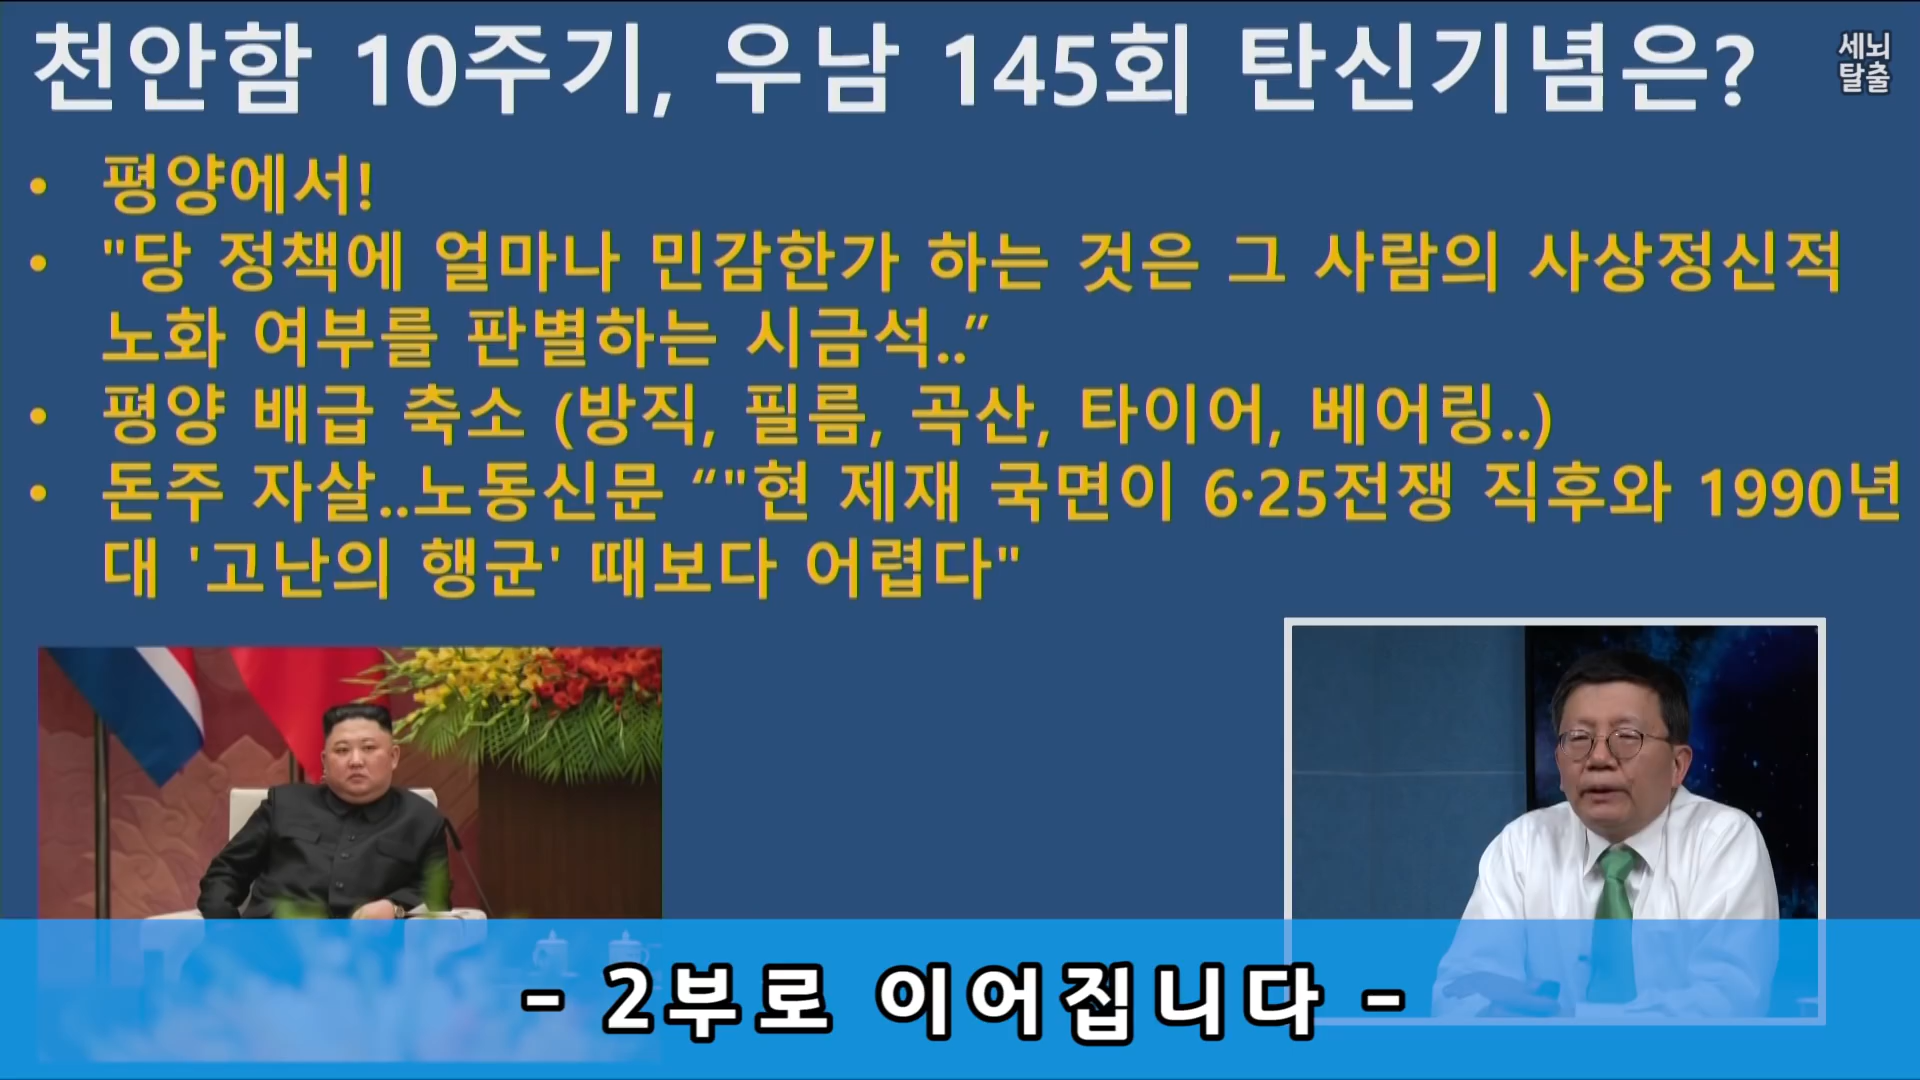 천안함 10주기, 우남 145회 탄신기념은?
세뇌
탈출
• 평양에서!
• "당 정책에 얼마나 민감한가 하는 것은 그 사람의 사상정신적
노화 여부를 판별하는 시금석..”
• 평양 배급 축소 (방직, 필름, 곡산, 타이어, 베어링..)
• 돈주 자살..노동신문 “"현 제재 국면이 6·25전쟁 직후와 1990년
대 '고난의 행군' 때보다 어렵다"
- 2부로 이어집니다 -